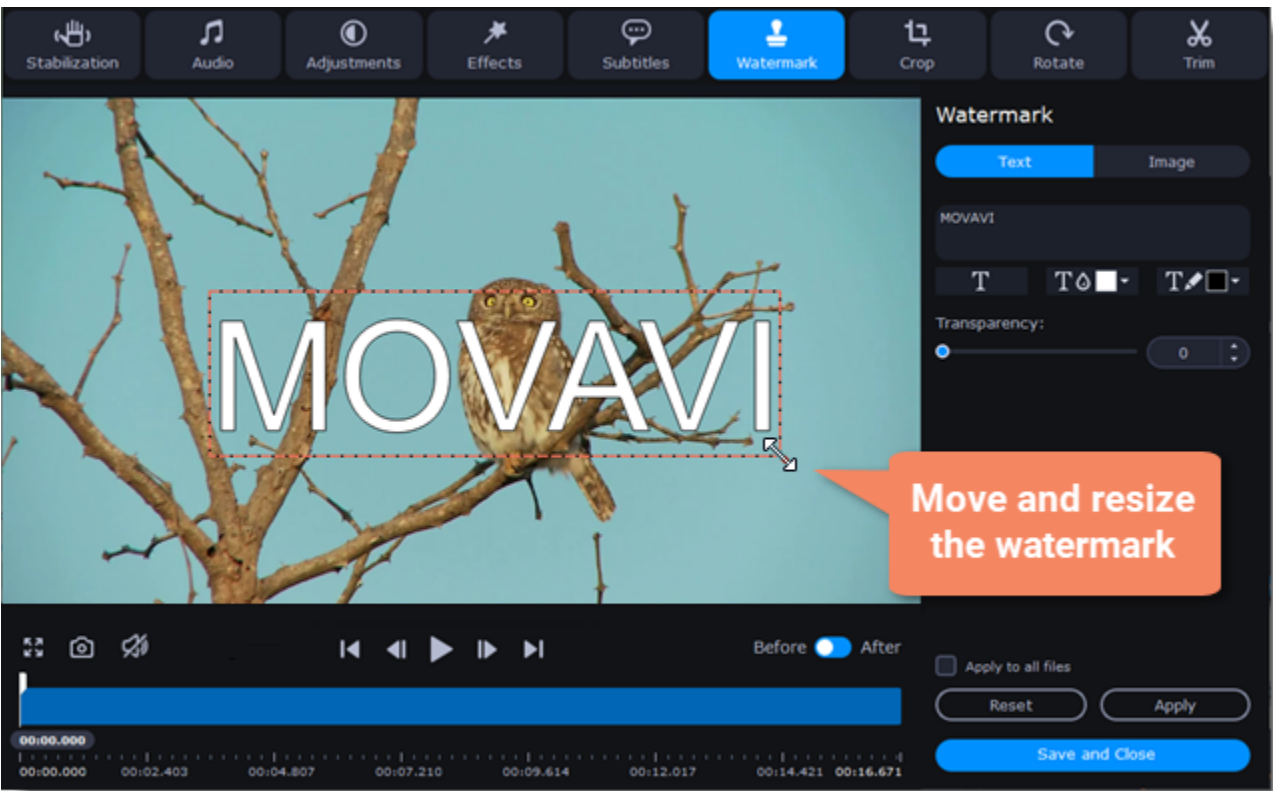 Stabilization
Audio
Adjustments
Effects
Subtitles
Watermark
Crop
Rotate
Trim
Watermark
Text
Image
MOVAVI
T
T
T
Transparency:
0
MOVAVI
Move and resize
the watermark
Before
After
Apply to all files
Reset
Apply
Save and Close
00:00.000
00:00.000
00:02.403
00:04.807
00:07.210
00:09.614
00:12.017
00:14.421
00:16.671